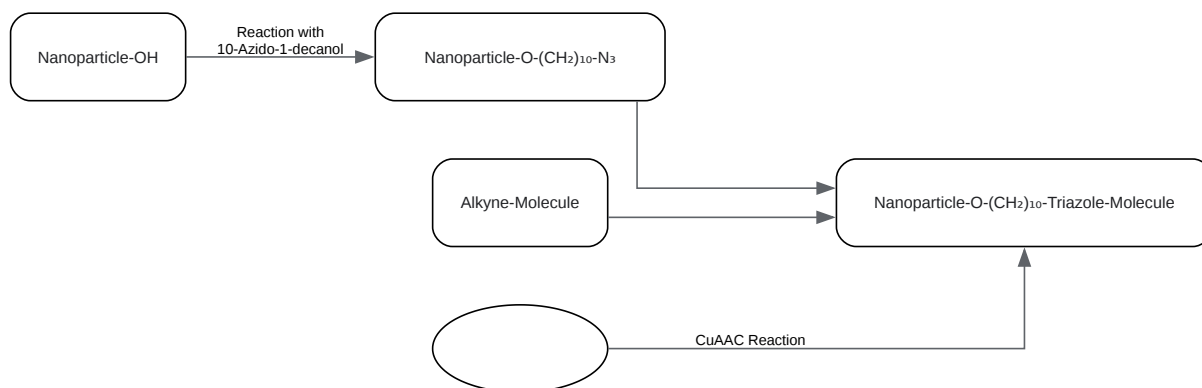 Reaction with
10-Azido-1-decanol
Nanoparticle-OH
Nanoparticle-O-(CH₂)₁₀-N₃
Alkyne-Molecule
Nanoparticle-O-(CH₂)₁₀-Triazole-Molecule
CuAAC Reaction